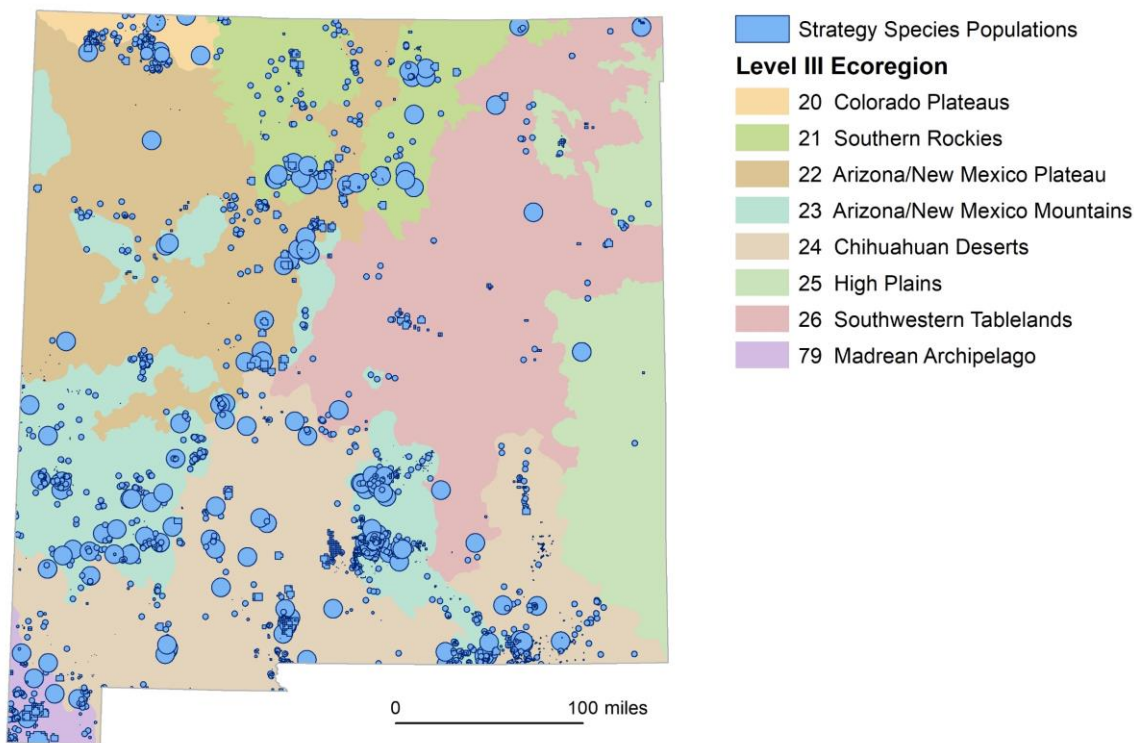 Strategy Species Populations
Level III Ecoregion
20 Colorado Plateaus
21 Southern Rockies
22 Arizona/New Mexico Plateau
23 Arizona/New Mexico Mountains
24 Chihuahuan Deserts
25 High Plains
26 Southwestern Tablelands
79 Madrean Archipelago
0 100 miles